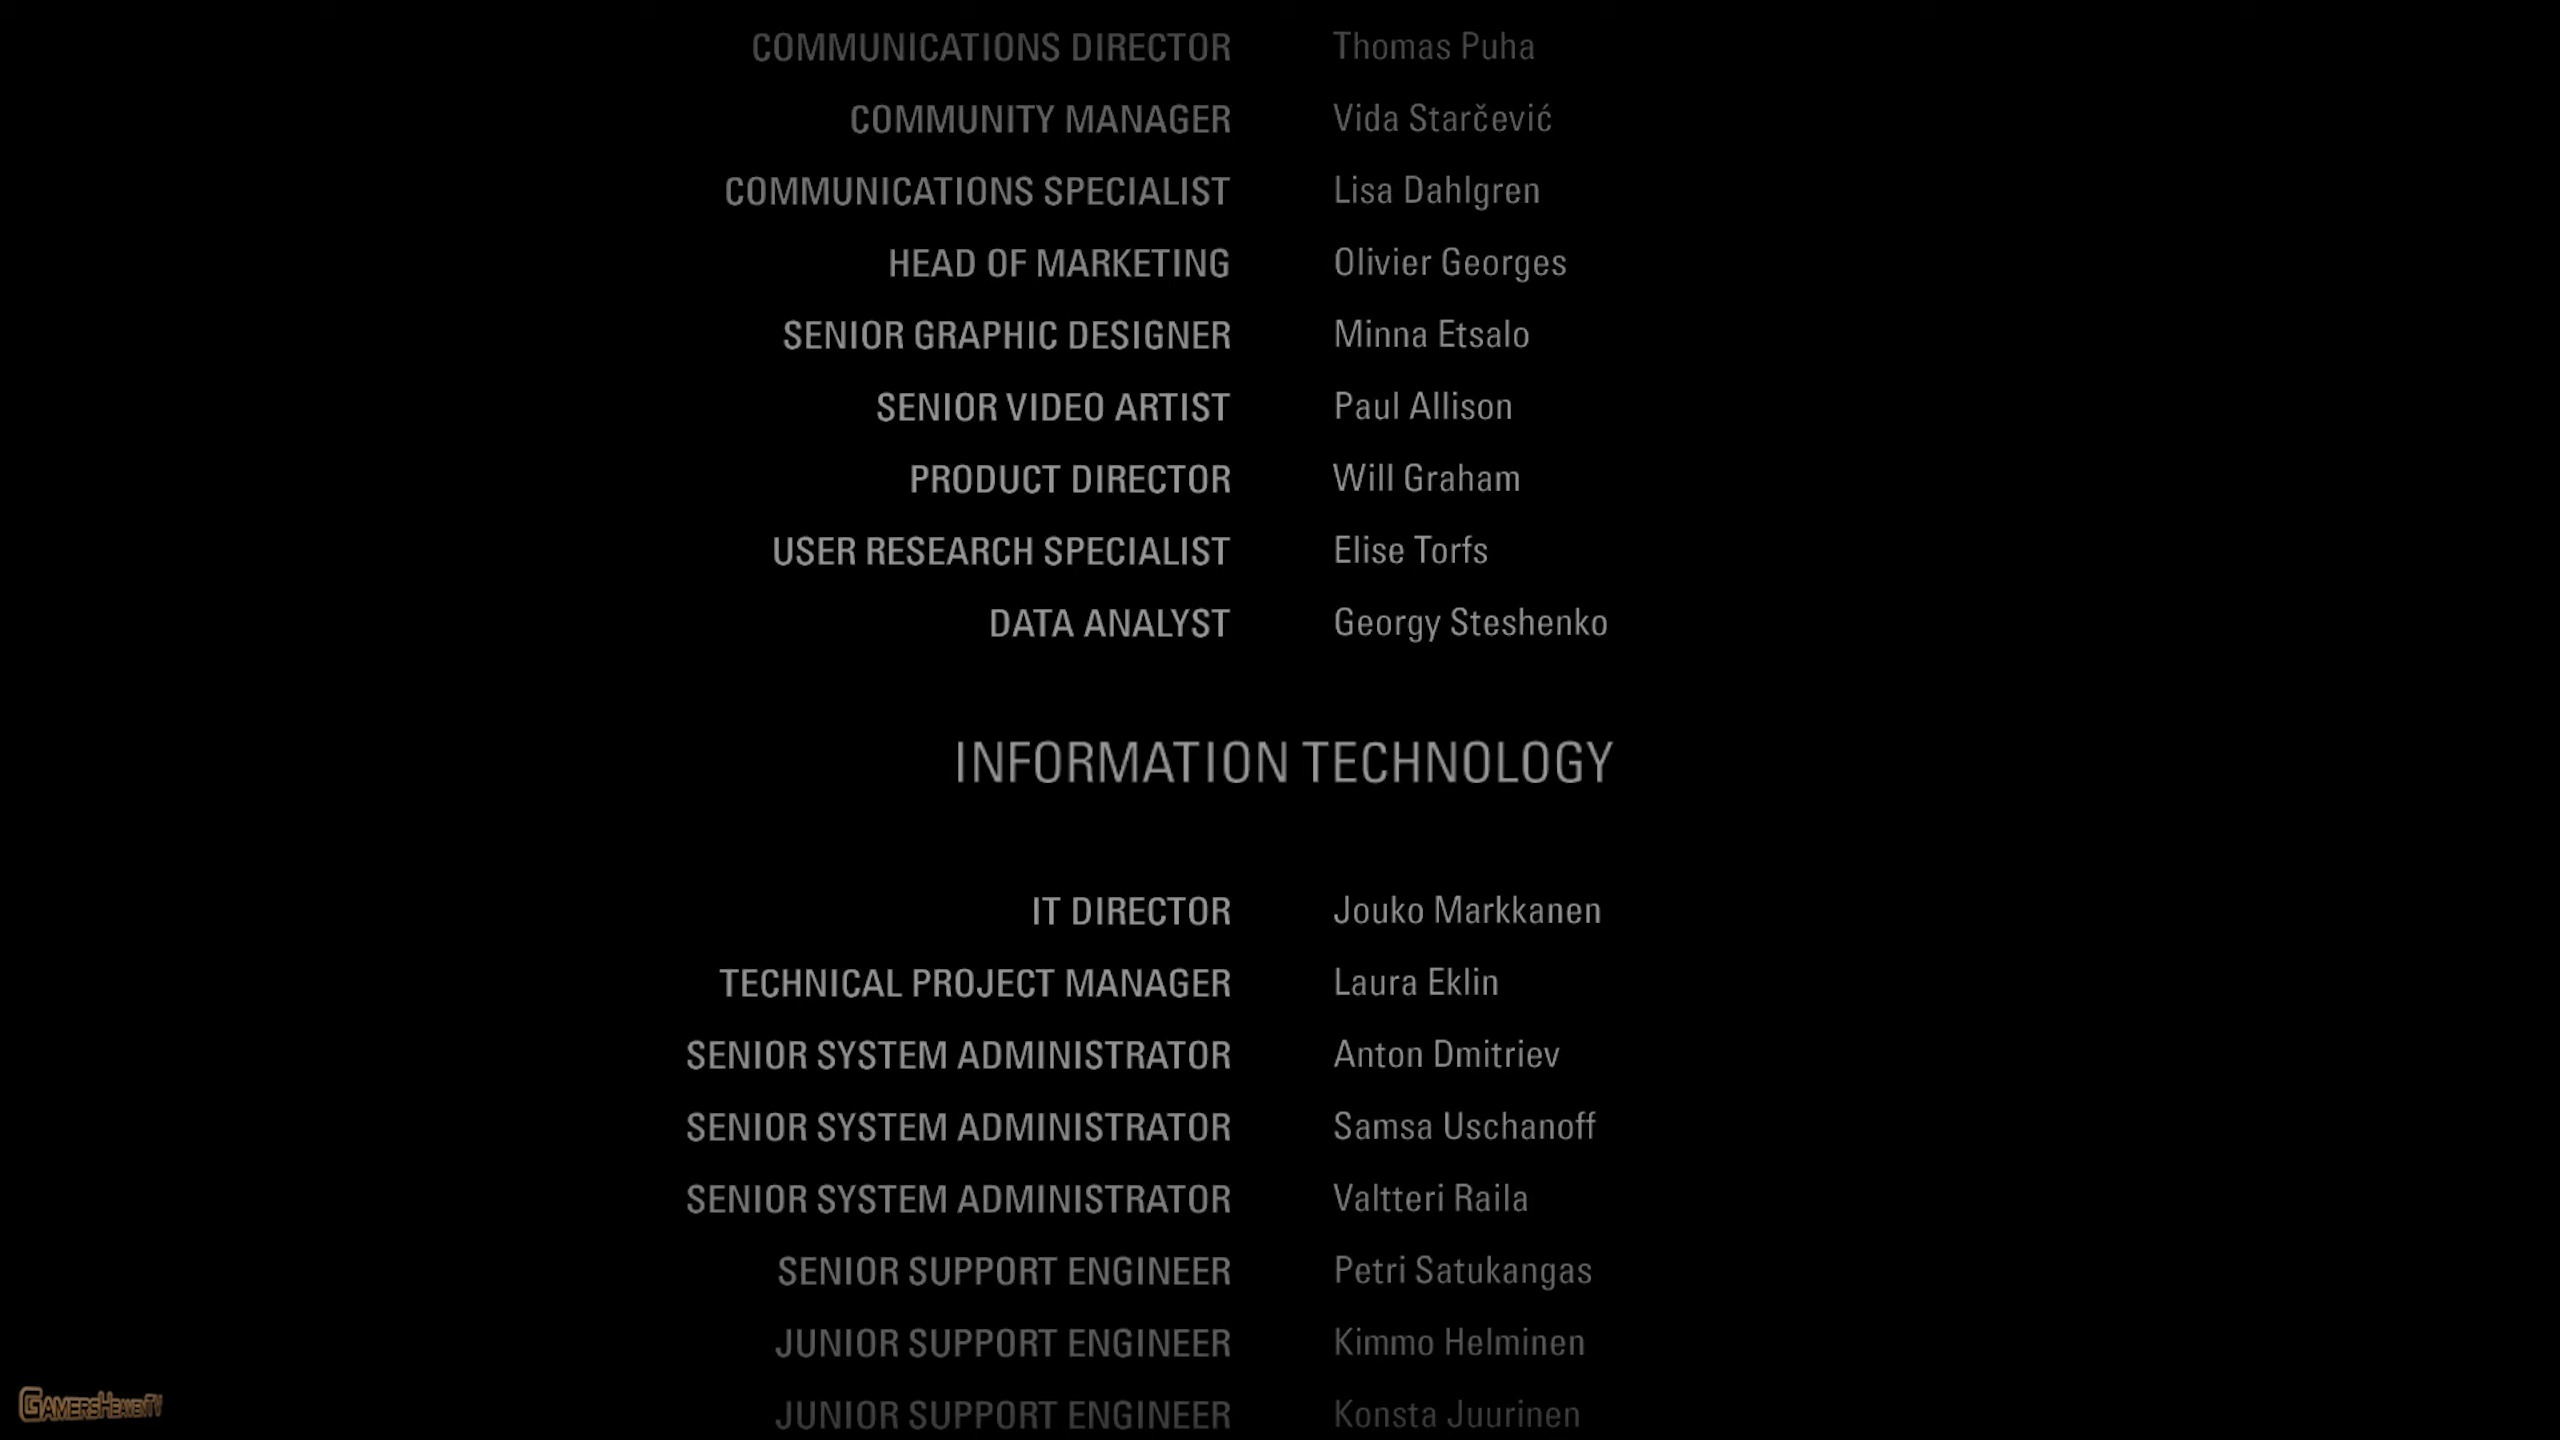 COMMUNICATIONS DIRECTOR Thomas Puha
COMMUNITY MANAGER Vida Starčević
COMMUNICATIONS SPECIALIST Lisa Dahlgren
HEAD OF MARKETING Olivier Georges
SENIOR GRAPHIC DESIGNER Minna Etsalo
SENIOR VIDEO ARTIST Paul Allison
PRODUCT DIRECTOR Will Graham
USER RESEARCH SPECIALIST Elise Torfs
DATA ANALYST Georgy Steshenko
INFORMATION TECHNOLOGY
IT DIRECTOR Jouko Markkanen
TECHNICAL PROJECT MANAGER Laura Eklin
SENIOR SYSTEM ADMINISTRATOR Anton Dmitriev
SENIOR SYSTEM ADMINISTRATOR Samsa Uschanoff
SENIOR SYSTEM ADMINISTRATOR Valtteri Raila
SENIOR SUPPORT ENGINEER Petri Satukangas
JUNIOR SUPPORT ENGINEER Kimmo Helminen
JUNIOR SUPPORT ENGINEER Konsta Juurinen
GAMERSHEAVENTV